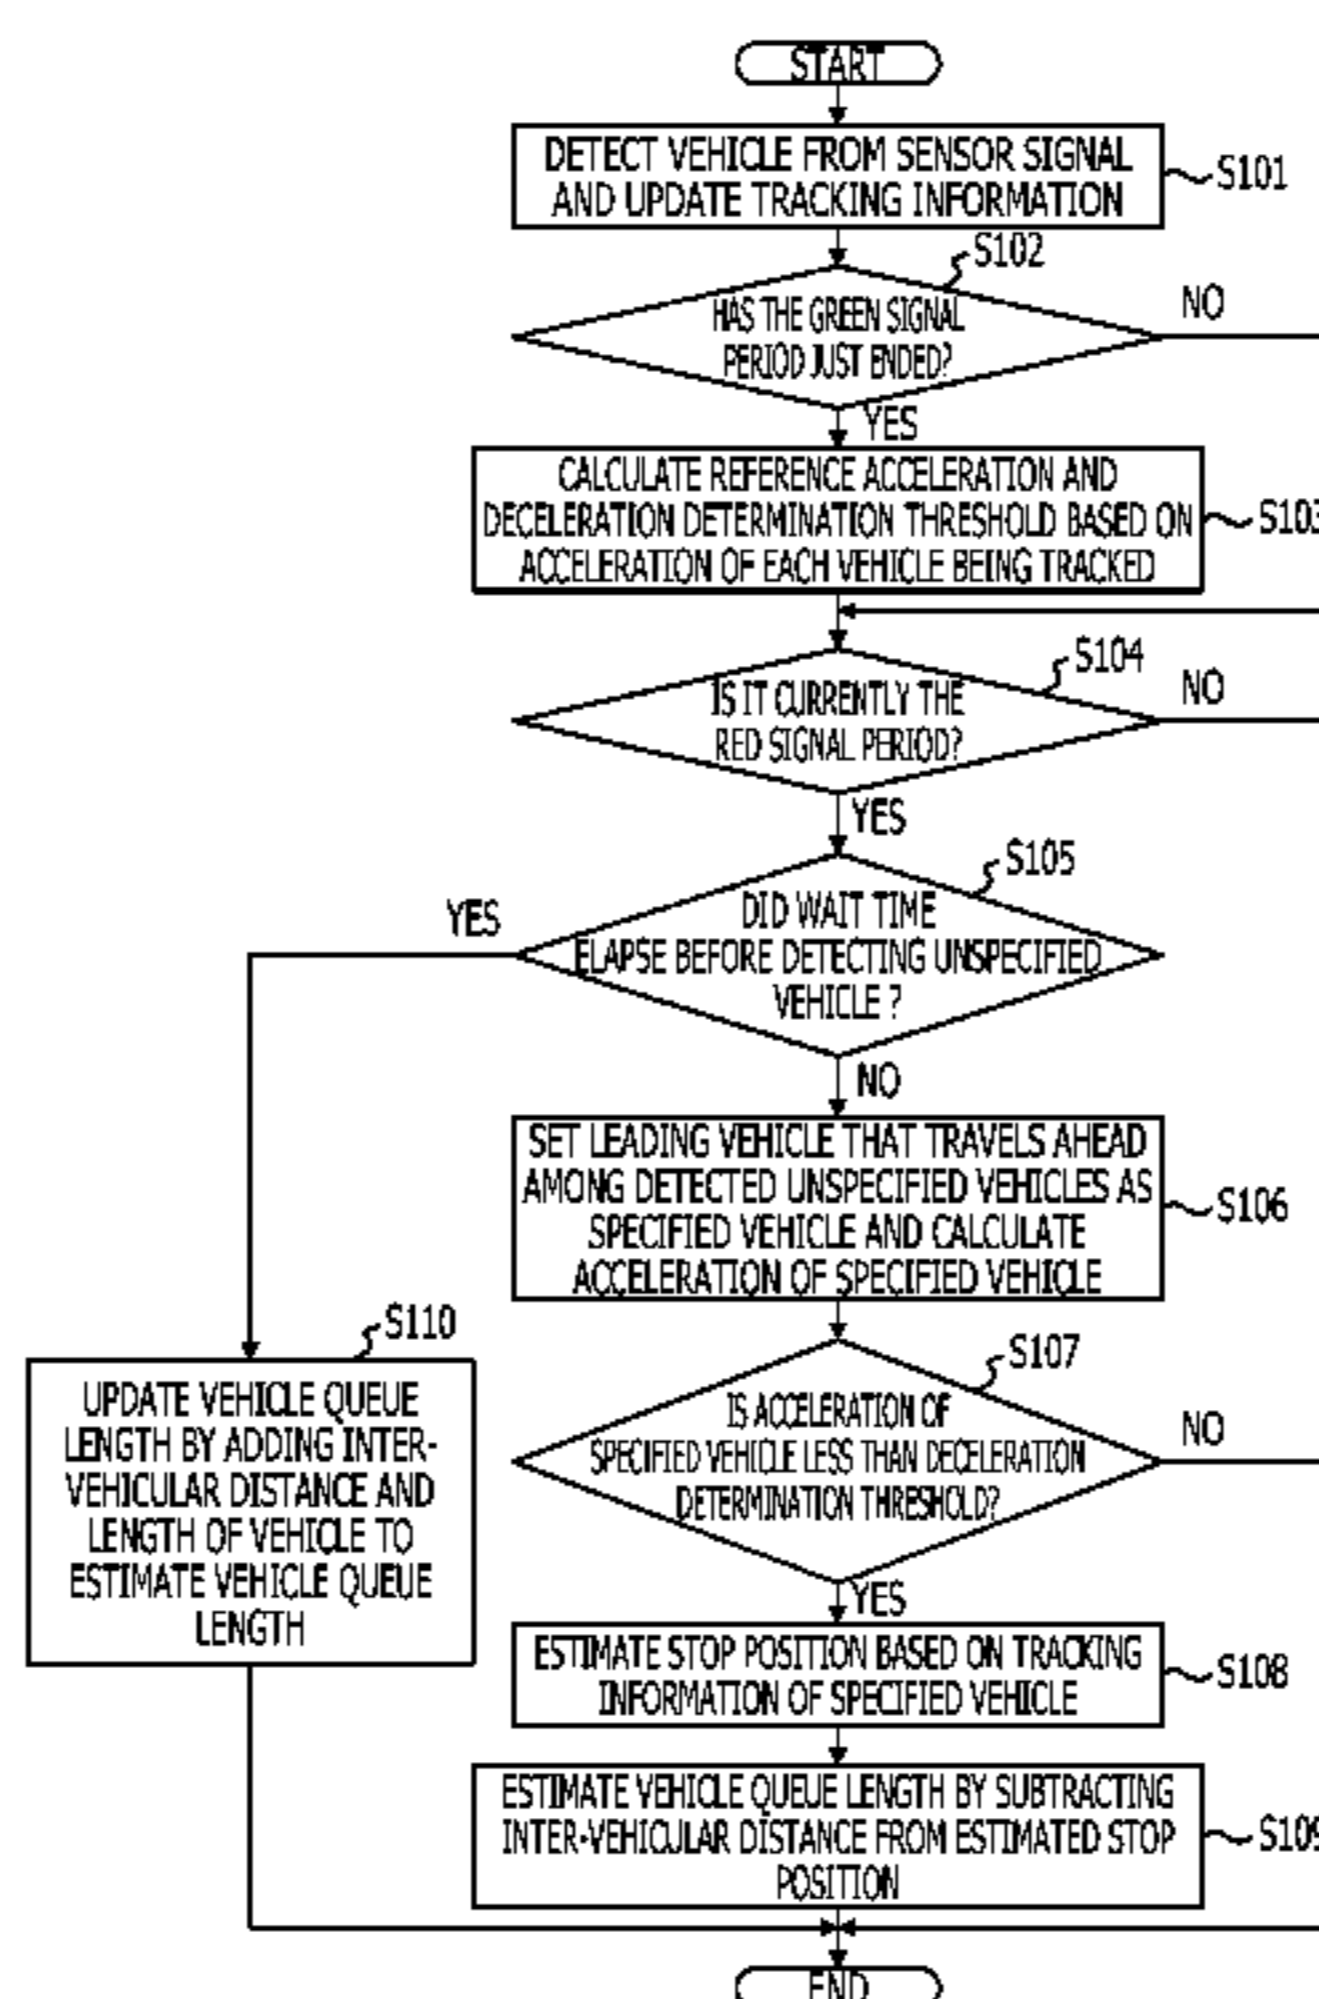 START
DETECT VEHICLE FROM SENSOR SIGNAL
AND UPDATE TRACKING INFORMATION
S101
S102
HAS THE GREEN SIGNAL
PERIOD JUST ENDED?
NO
YES
CALCULATE REFERENCE ACCELERATION AND
DECELERATION DETERMINATION THRESHOLD BASED ON
ACCELERATION OF EACH VEHICLE BEING TRACKED
S103
S104
IS IT CURRENTLY THE
RED SIGNAL PERIOD?
NO
YES
S105
DID WAIT TIME
ELAPSE BEFORE DETECTING UNSPECIFIED
VEHICLE ?
YES
NO
SET LEADING VEHICLE THAT TRAVELS AHEAD
AMONG DETECTED UNSPECIFIED VEHICLES AS
SPECIFIED VEHICLE AND CALCULATE
ACCELERATION OF SPECIFIED VEHICLE
S106
S110
UPDATE VEHICLE QUEUE
LENGTH BY ADDING INTER-
VEHICULAR DISTANCE AND
LENGTH OF VEHICLE TO
ESTIMATE VEHICLE QUEUE
LENGTH
S107
IS ACCELERATION OF
SPECIFIED VEHICLE LESS THAN DECELERATION
DETERMINATION THRESHOLD?
NO
YES
ESTIMATE STOP POSITION BASED ON TRACKING
INFORMATION OF SPECIFIED VEHICLE
S108
ESTIMATE VEHICLE QUEUE LENGTH BY SUBTRACTING
INTER-VEHICULAR DISTANCE FROM ESTIMATED STOP
POSITION
S109
END